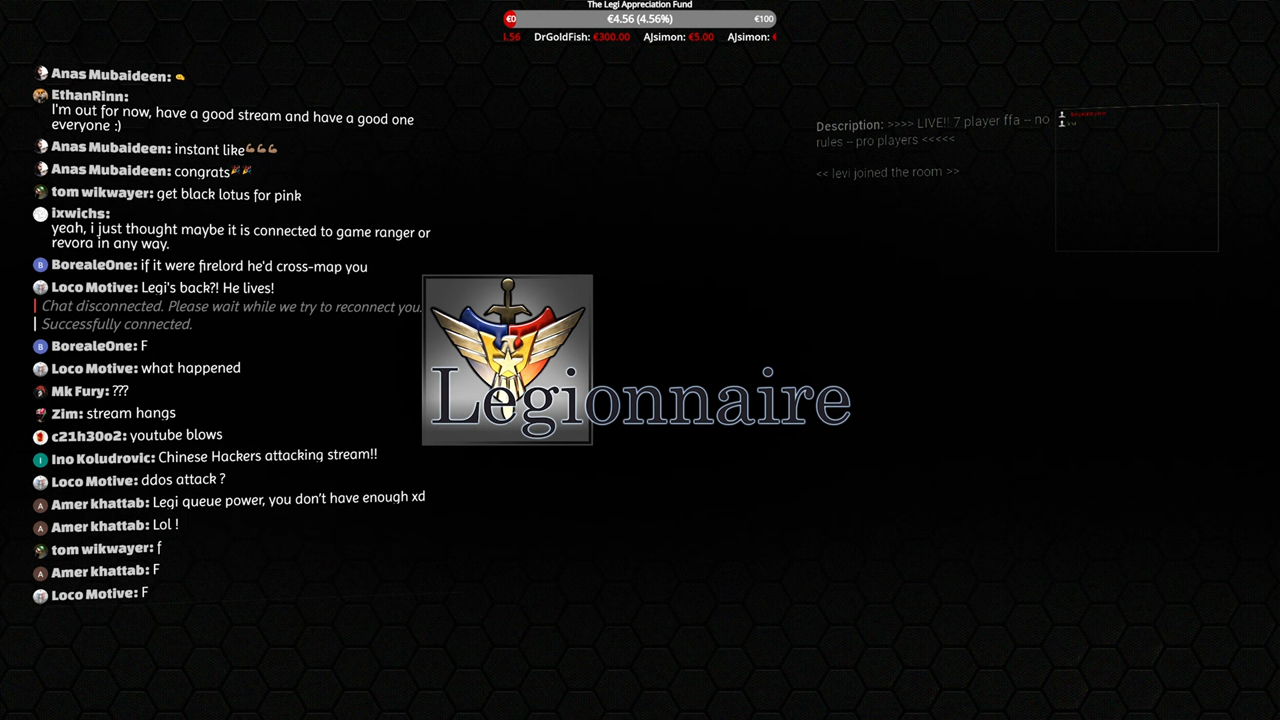 The Legi Appreciation Fund
€0 €4.56 (4.56%) €100
.56 DrGoldFish: €300.00 AJsimon: €5.00 AJsimon:
Anas Mubaideen:
EthanRinn:
I'm out for now, have a good stream and have a good one
everyone :)
Anas Mubaideen: instant like💪🏽💪🏽💪🏽
Anas Mubaideen: congrats🎉🎉
tom wikwayer: get black lotus for pink
ixwichs:
yeah, i just thought maybe it is connected to game ranger or
revora in any way.
B BorealeOne: if it were firelord he'd cross-map you
Loco Motive: Legi's back?! He lives!
Chat disconnected. Please wait while we try to reconnect you.
Successfully connected.
B BorealeOne: F
Loco Motive: what happened
Mk Fury: ???
Zim: stream hangs
c21h30o2: youtube blows
I Ino Koludrovic: Chinese Hackers attacking stream!!
Loco Motive: ddos attack ?
A Amer khattab: Legi queue power, you don't have enough xd
A Amer khattab: Lol !
tom wikwayer: f
A Amer khattab: F
Loco Motive: F
Legionnaire
Description: >>>> LIVE!! 7 player ffa -- no
rules -- pro players <<<<<
<< levi joined the room >>